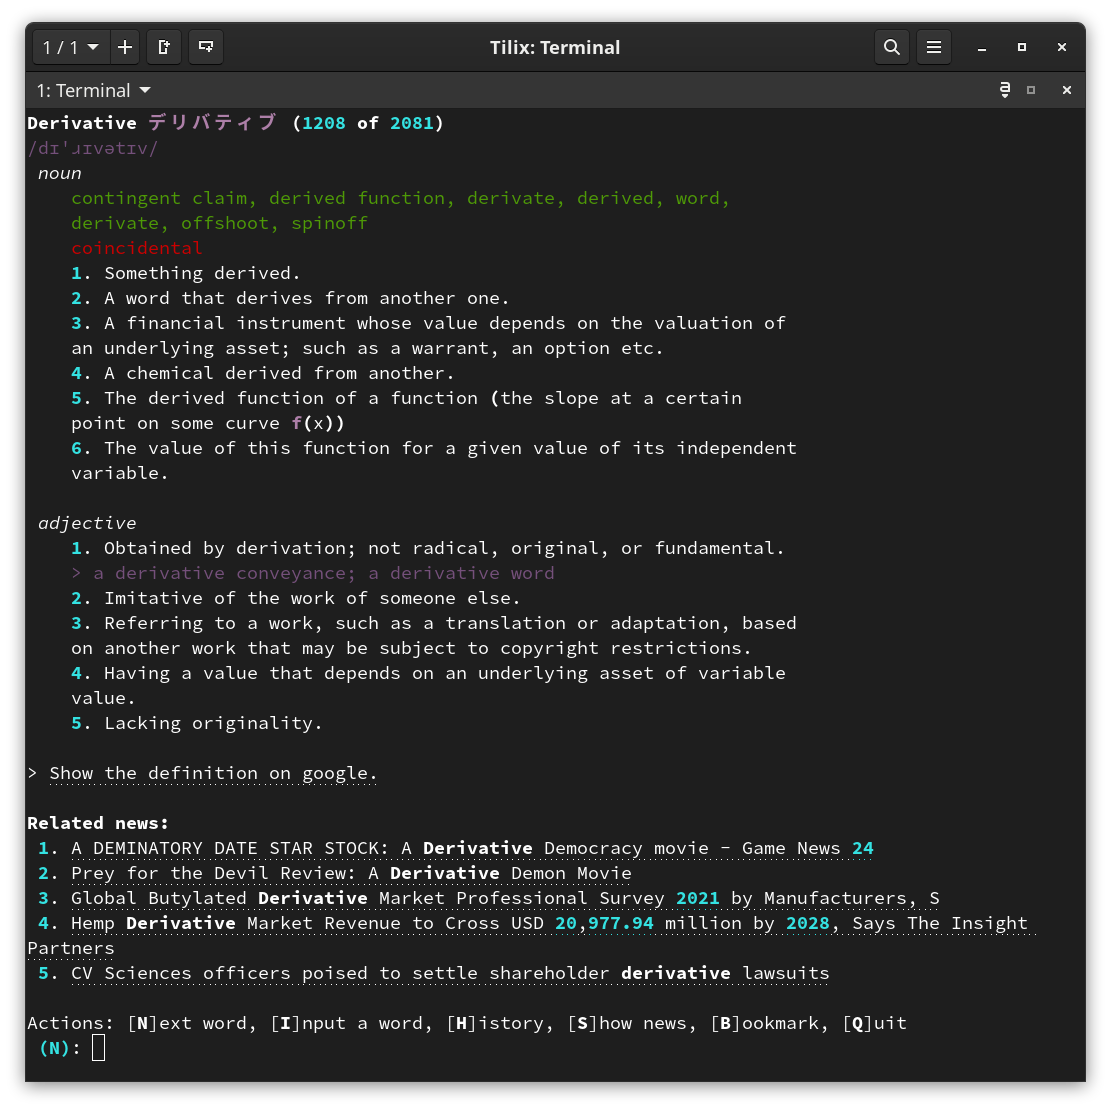 1 / 1
Tilix: Terminal
1: Terminal
Derivative デリバティブ (1208 of 2081)
/dɪˈɹɪvətɪv/
noun
contingent claim, derived function, derivate, derived, word,
derivate, offshoot, spinoff
coincidental
1. Something derived.
2. A word that derives from another one.
3. A financial instrument whose value depends on the valuation of
an underlying asset; such as a warrant, an option etc.
4. A chemical derived from another.
5. The derived function of a function (the slope at a certain
point on some curve f(x))
6. The value of this function for a given value of its independent
variable.
adjective
1. Obtained by derivation; not radical, original, or fundamental.
> a derivative conveyance; a derivative word
2. Imitative of the work of someone else.
3. Referring to a work, such as a translation or adaptation, based
on another work that may be subject to copyright restrictions.
4. Having a value that depends on an underlying asset of variable
value.
5. Lacking originality.
> Show the definition on google.
Related news:
1. A DEMINATORY DATE STAR STOCK: A Derivative Democracy movie – Game News 24
2. Prey for the Devil Review: A Derivative Demon Movie
3. Global Butylated Derivative Market Professional Survey 2021 by Manufacturers, S
4. Hemp Derivative Market Revenue to Cross USD 20,977.94 million by 2028, Says The Insight
Partners
5. CV Sciences officers poised to settle shareholder derivative lawsuits
Actions: [N]ext word, [I]nput a word, [H]istory, [S]how news, [B]ookmark, [Q]uit
(N):